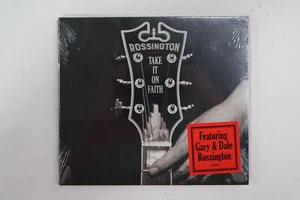 ROSSINGTON
TAKE
IT ON
FAITH
Featuring
Gary & Dale
Rossington